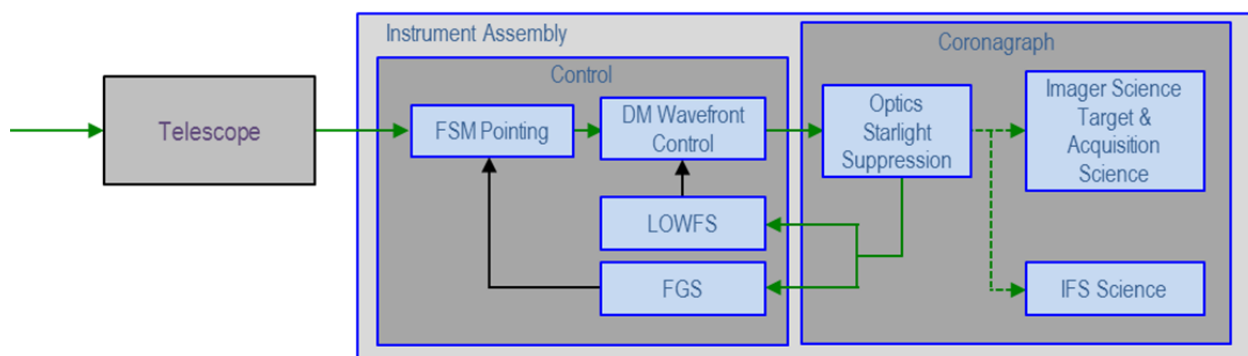 Instrument Assembly
Coronagraph
Control
Telescope
FSM Pointing
DM Wavefront
Control
Optics
Starlight
Suppression
Imager Science
Target &
Acquisition
Science
LOWFS
FGS
IFS Science